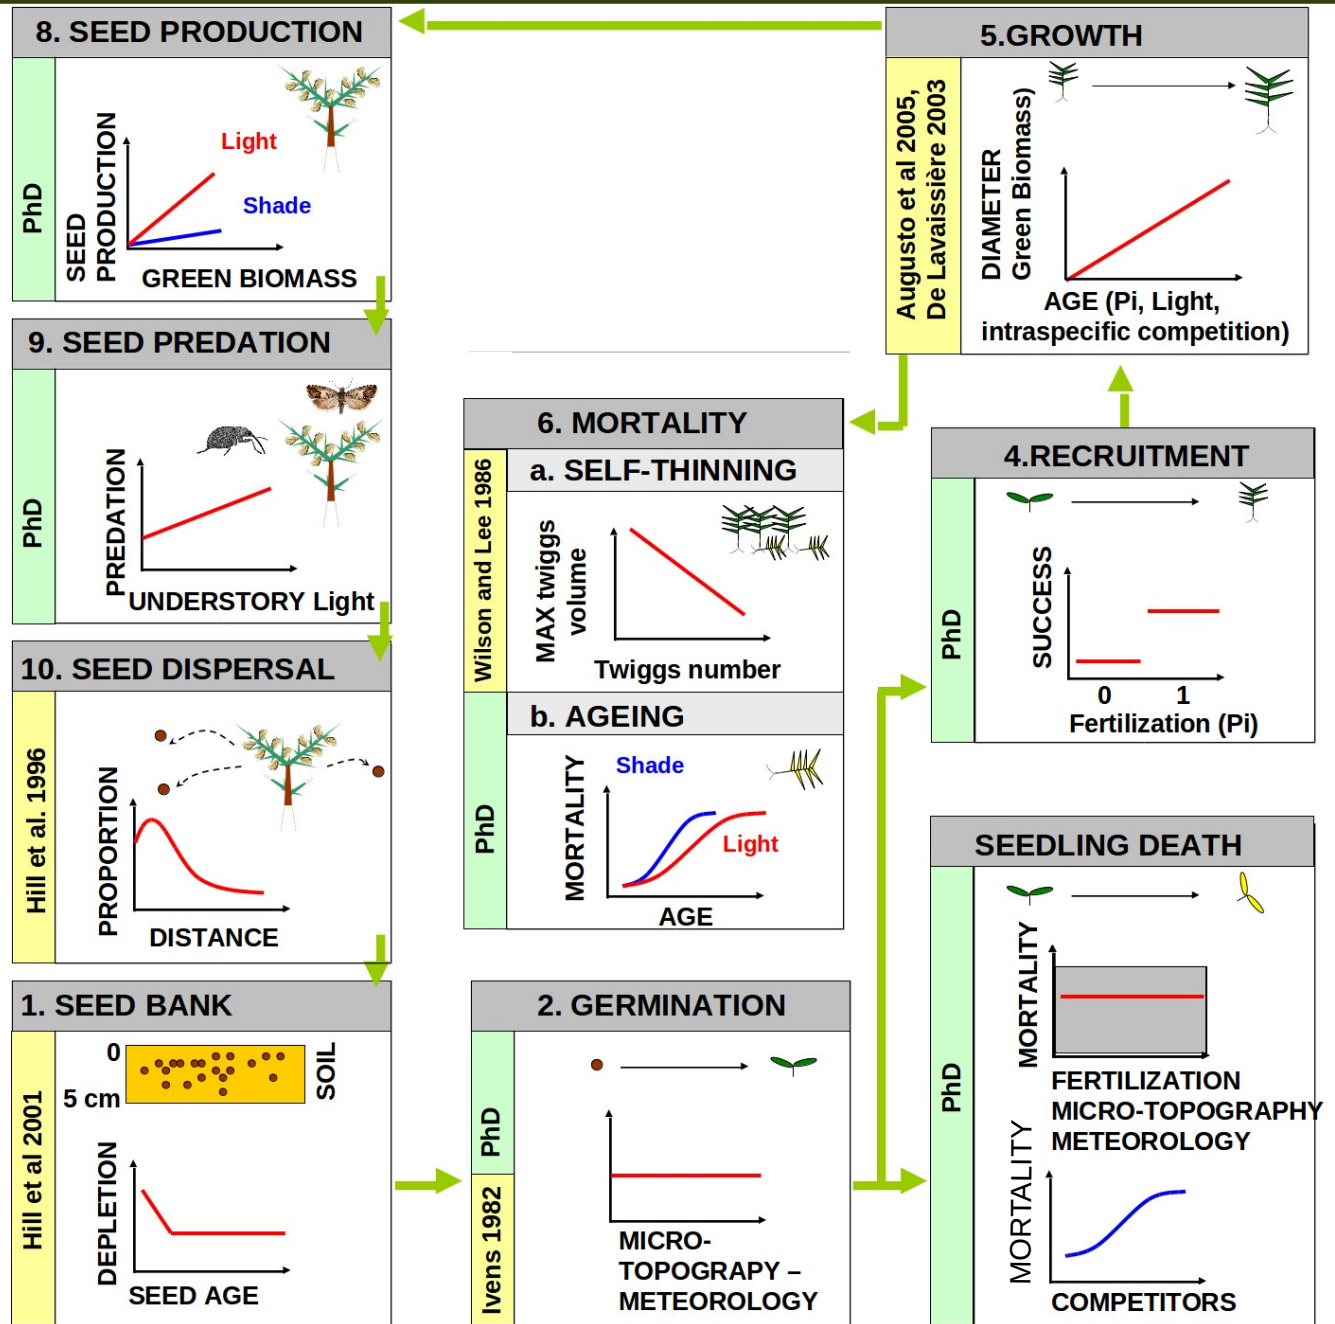 8. SEED PRODUCTION
PhD
SEED
PRODUCTION
Light
Shade
GREEN BIOMASS
5.GROWTH
Augusto et al 2005,
De Lavaissière 2003
DIAMETER
Green Biomass)
AGE (Pi, Light,
intraspecific competition)
9. SEED PREDATION
PhD
PREDATION
UNDERSTORY Light
6. MORTALITY
Wilson and Lee 1986
a. SELF-THINNING
MAX twiggs
volume
Twiggs number
PhD
b. AGEING
MORTALITY
Shade
Light
AGE
4.RECRUITMENT
PhD
SUCCESS
0 1
Fertilization (Pi)
10. SEED DISPERSAL
Hill et al. 1996
PROPORTION
DISTANCE
SEEDLING DEATH
PhD
MORTALITY
FERTILIZATION
MICRO-TOPOGRAPHY
METEOROLOGY
MORTALITY
COMPETITORS
1. SEED BANK
Hill et al 2001
0
5 cm
SOIL
DEPLETION
SEED AGE
2. GERMINATION
PhD
Ivens 1982
MICRO-
TOPOGRAPY –
METEOROLOGY